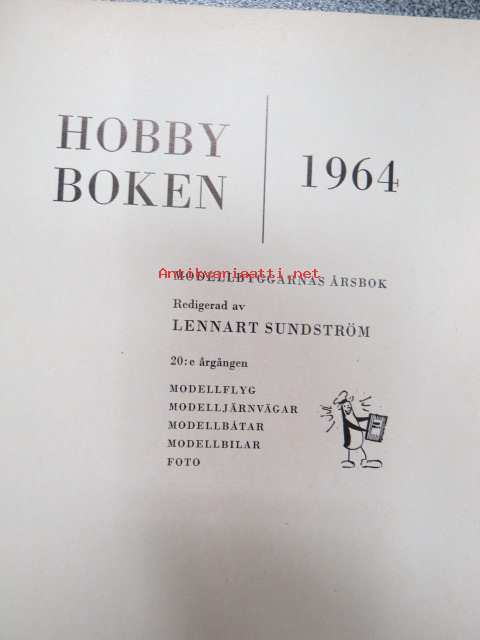 HOBBY
BOKEN
1964
Antikvariaatti.net
MODELLBYGGARNAS ÅRSBOK
Redigerad av
LENNART SUNDSTRÖM
20:e årgången
MODELLFLYG
MODELLJÄRNVÄGAR
MODELLBÅTAR
MODELLBILAR
FOTO